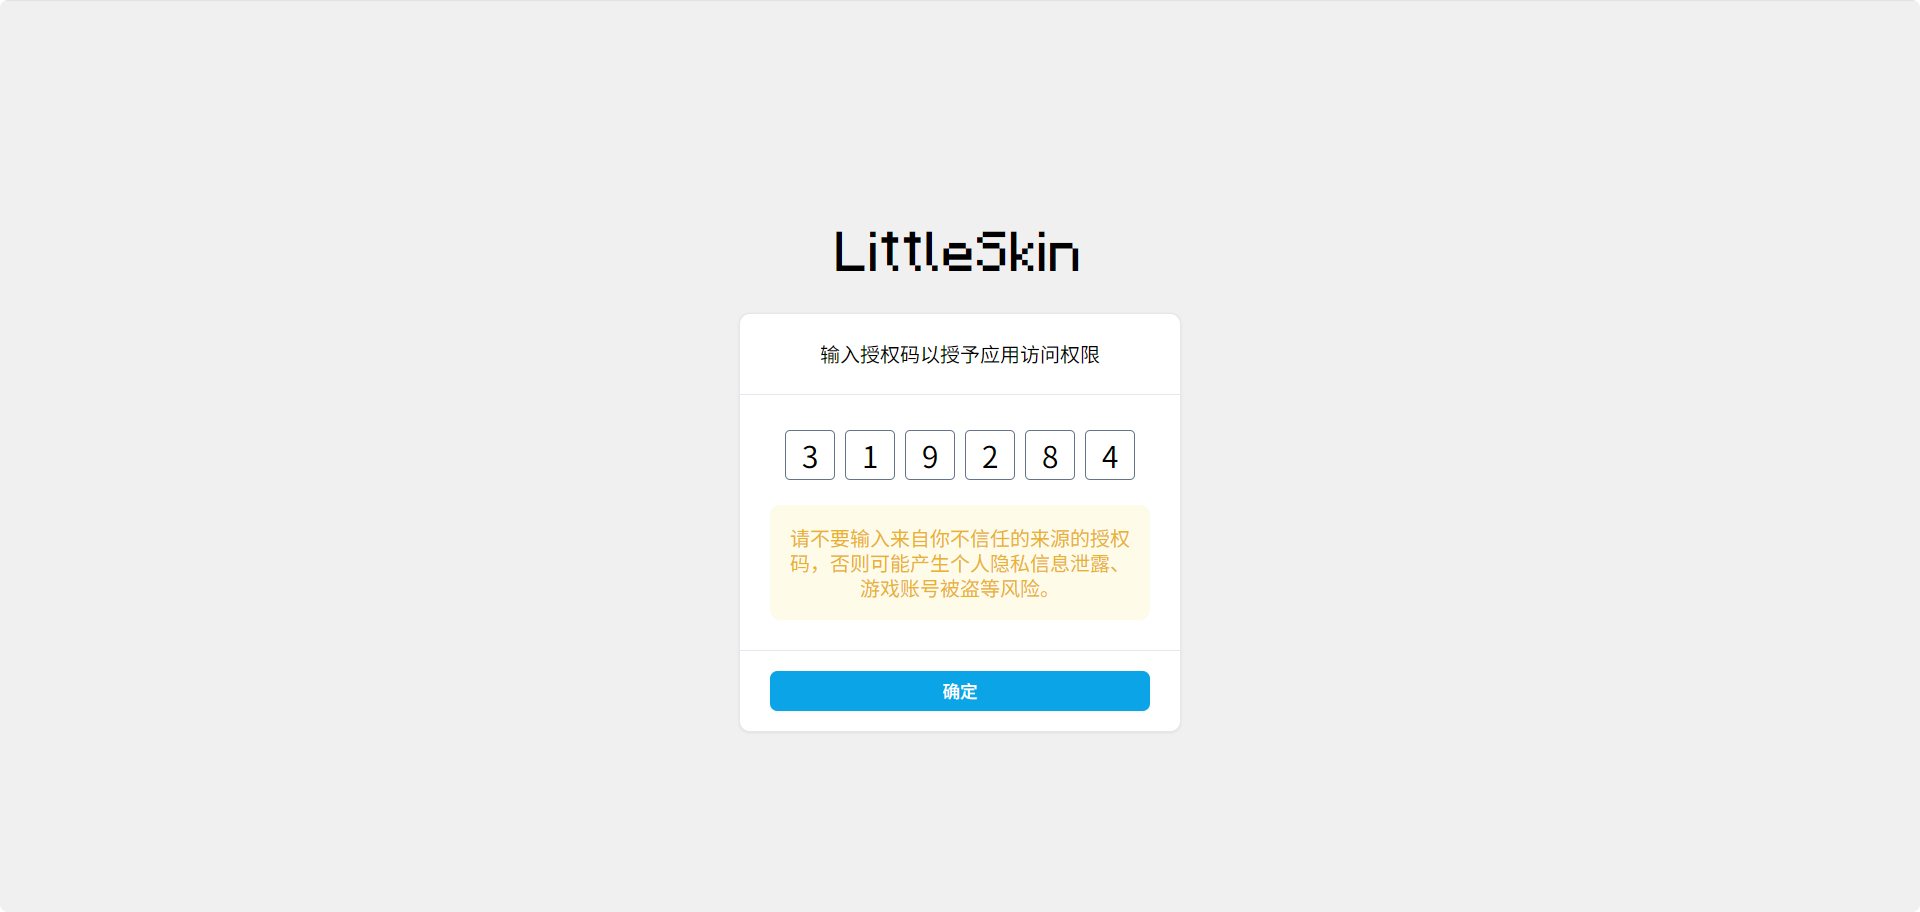 LittleSkin
输入授权码以授予应用访问权限
3 1 9 2 8 4
请不要输入来自你不信任的来源的授权
码，否则可能产生个人隐私信息泄露、
游戏账号被盗等风险。
确定